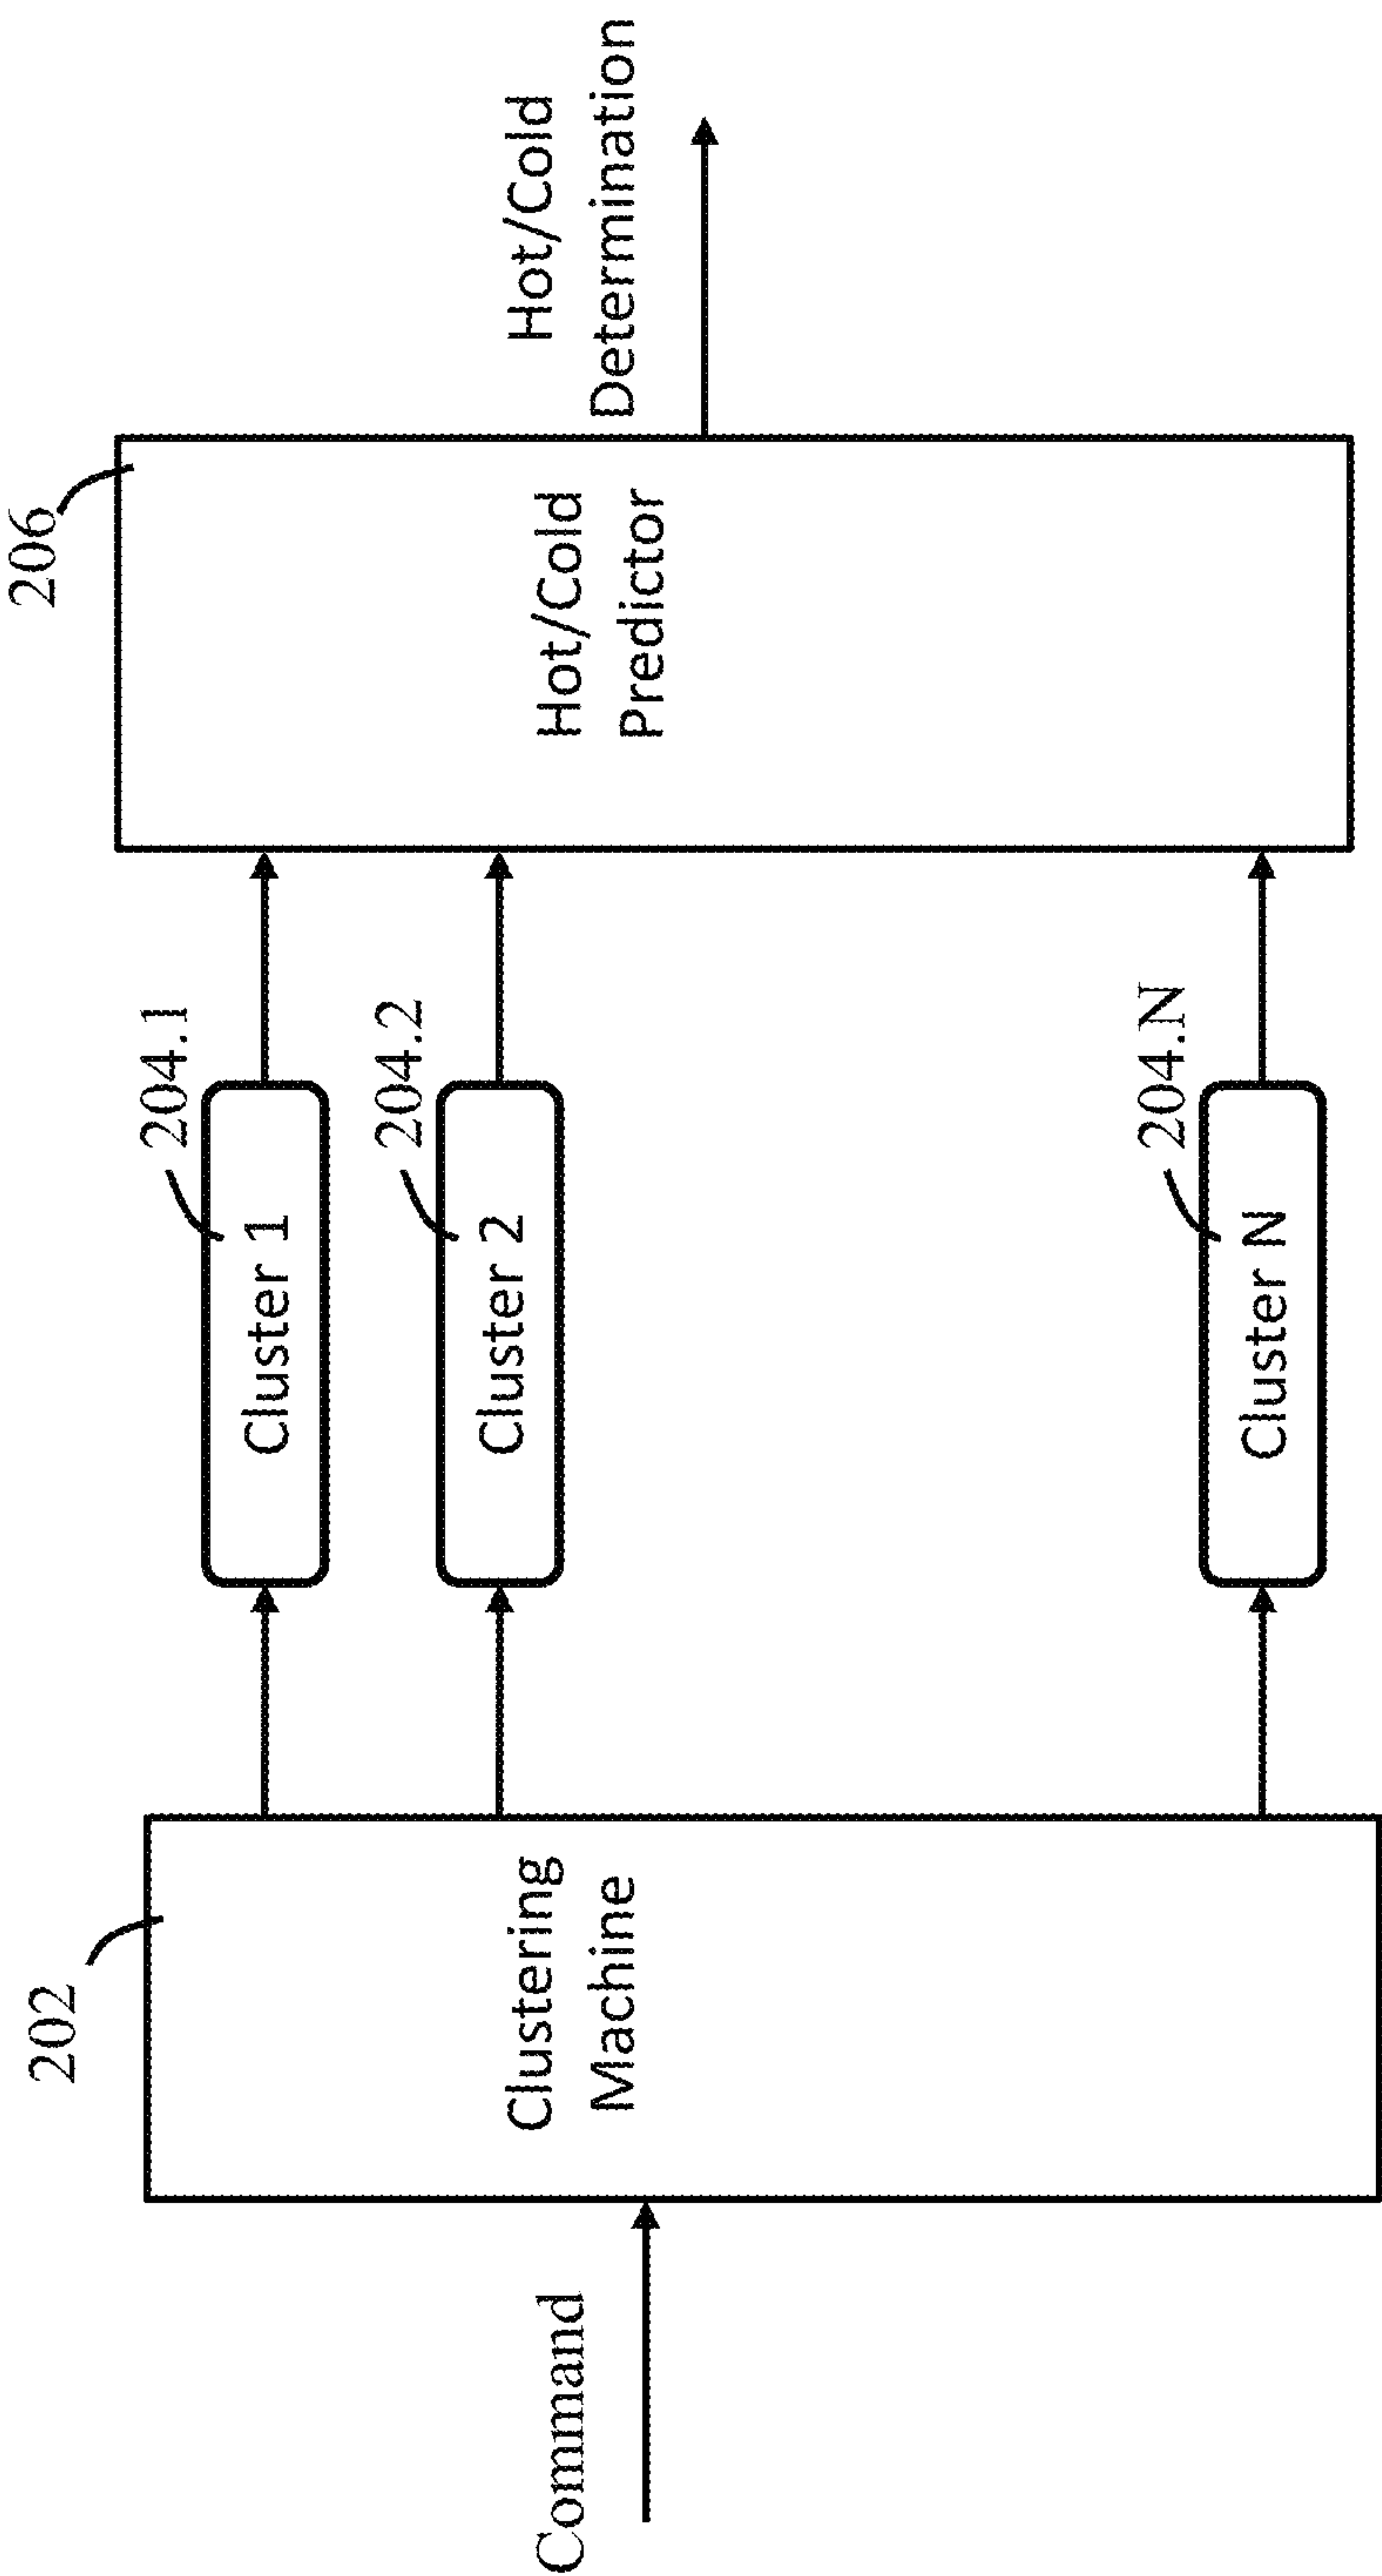 Command
202
Clustering
Machine
204.1
Cluster 1
204.2
Cluster 2
204.N
Cluster N
206
Hot/Cold
Predictor
Hot/Cold
Determination